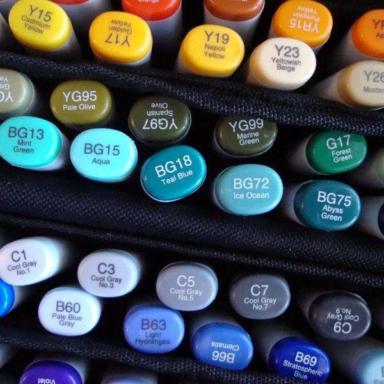 Y15
Cadmium
Yellow
Y17
Golden
Yellow
Y19
Napoli
Yellow
YR15
Pumpkin
Yellow
Y23
Yellowish
Beige
YG95
Pale Olive
YG97
Spanish
Olive
YG99
Marine
Green
G17
Forest
Green
BG13
Mint
Green
BG15
Aqua
BG18
Teal Blue
BG72
Ice Ocean
BG75
Abyss
Green
C1
Cool Gray
No.1
C3
Cool Gray
No.3
C5
Cool Gray
No.5
C7
Cool Gray
No.7
C9
Cool Gray
No.9
B60
Pale Blue
Gray
B63
Light
Hydrangea
B66
Clematis
B69
Stratospheric
Blue
Violet